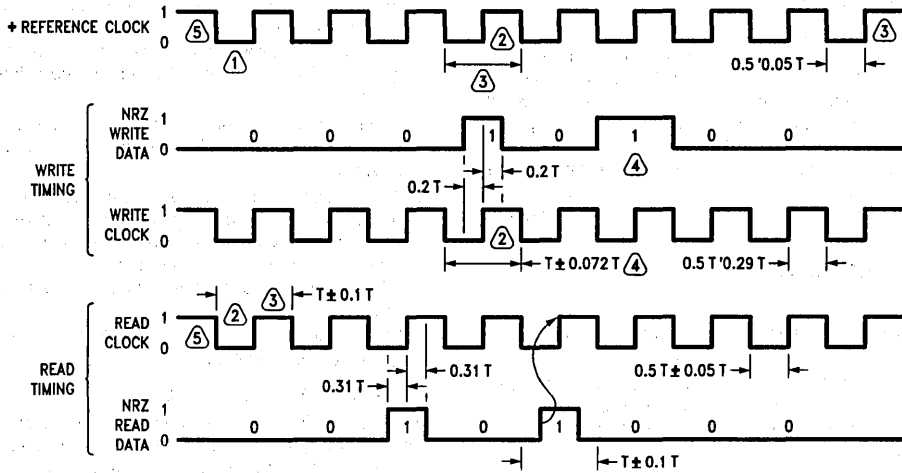 + REFERENCE CLOCK 1 0 5 1 2 3 0.5 '0.05 T 3
WRITE TIMING
NRZ WRITE DATA 1 0
0 0 0 1 0 1 0 0
0.2 T 0.2 T 4
WRITE CLOCK 1 0 2
T ± 0.072 T 4 0.5 T '0.29 T
READ TIMING
T ± 0.1 T
READ CLOCK 1 0 5 2 3
0.31 T 0.31 T 0.5 T ± 0.05 T
NRZ READ DATA 1 0
0 0 1 0 1 0 0 0
T ± 0.1 T